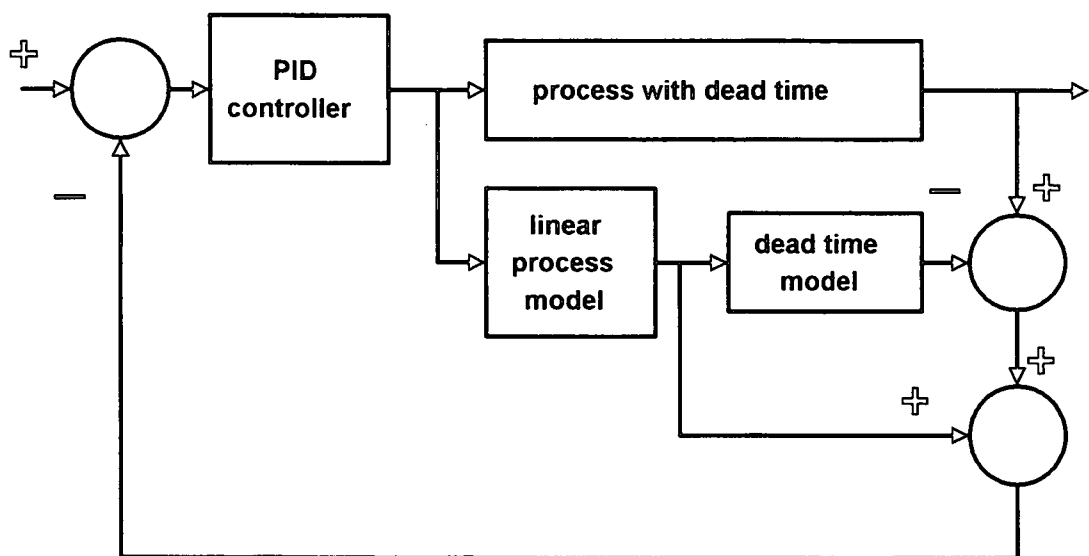 +
PID
controller
process with dead time
−
−
+
linear
process
model
dead time
model
+
+